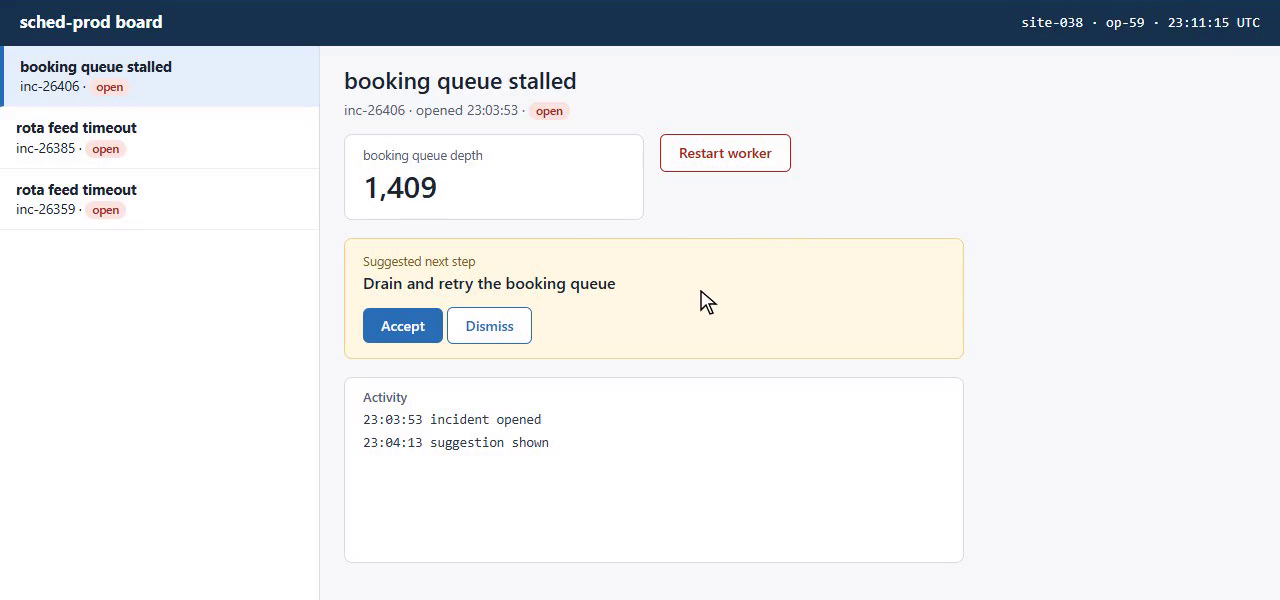 sched-prod board
site-038 · op-59 · 23:11:15 UTC
booking queue stalled
inc-26406 · open
rota feed timeout
inc-26385 · open
rota feed timeout
inc-26359 · open
booking queue stalled
inc-26406 · opened 23:03:53 · open
booking queue depth
1,409
Restart worker
Suggested next step
Drain and retry the booking queue
Accept Dismiss
Activity
23:03:53 incident opened
23:04:13 suggestion shown